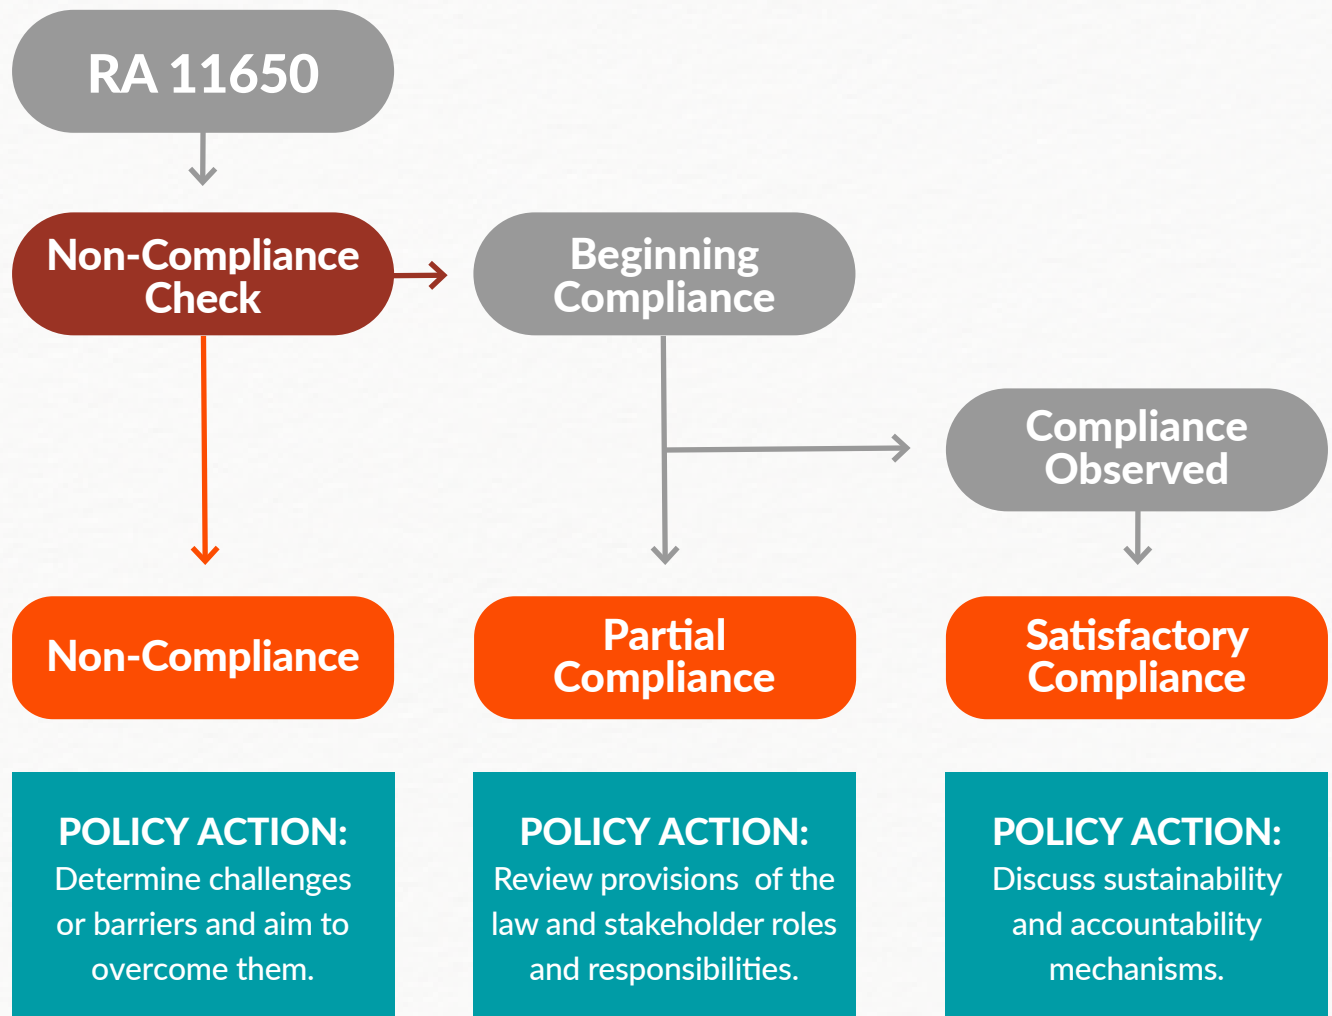 RA 11650
Non-Compliance
Check
Beginning
Compliance
Compliance
Observed
Non-Compliance
Partial
Compliance
Satisfactory
Compliance
POLICY ACTION:
Determine challenges
or barriers and aim to
overcome them.
POLICY ACTION:
Review provisions  of the
law and stakeholder roles
and responsibilities.
POLICY ACTION:
Discuss sustainability
and accountability
mechanisms.